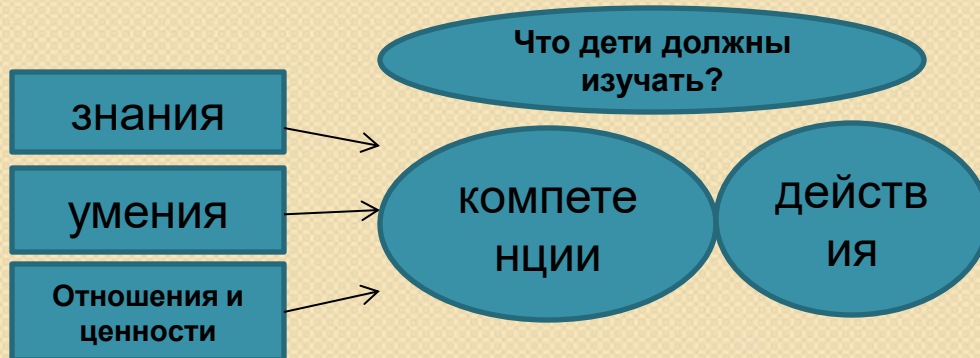 Что дети должны
изучать?
знания
умения
Отношения и
ценности
компете
нции
действ
ия